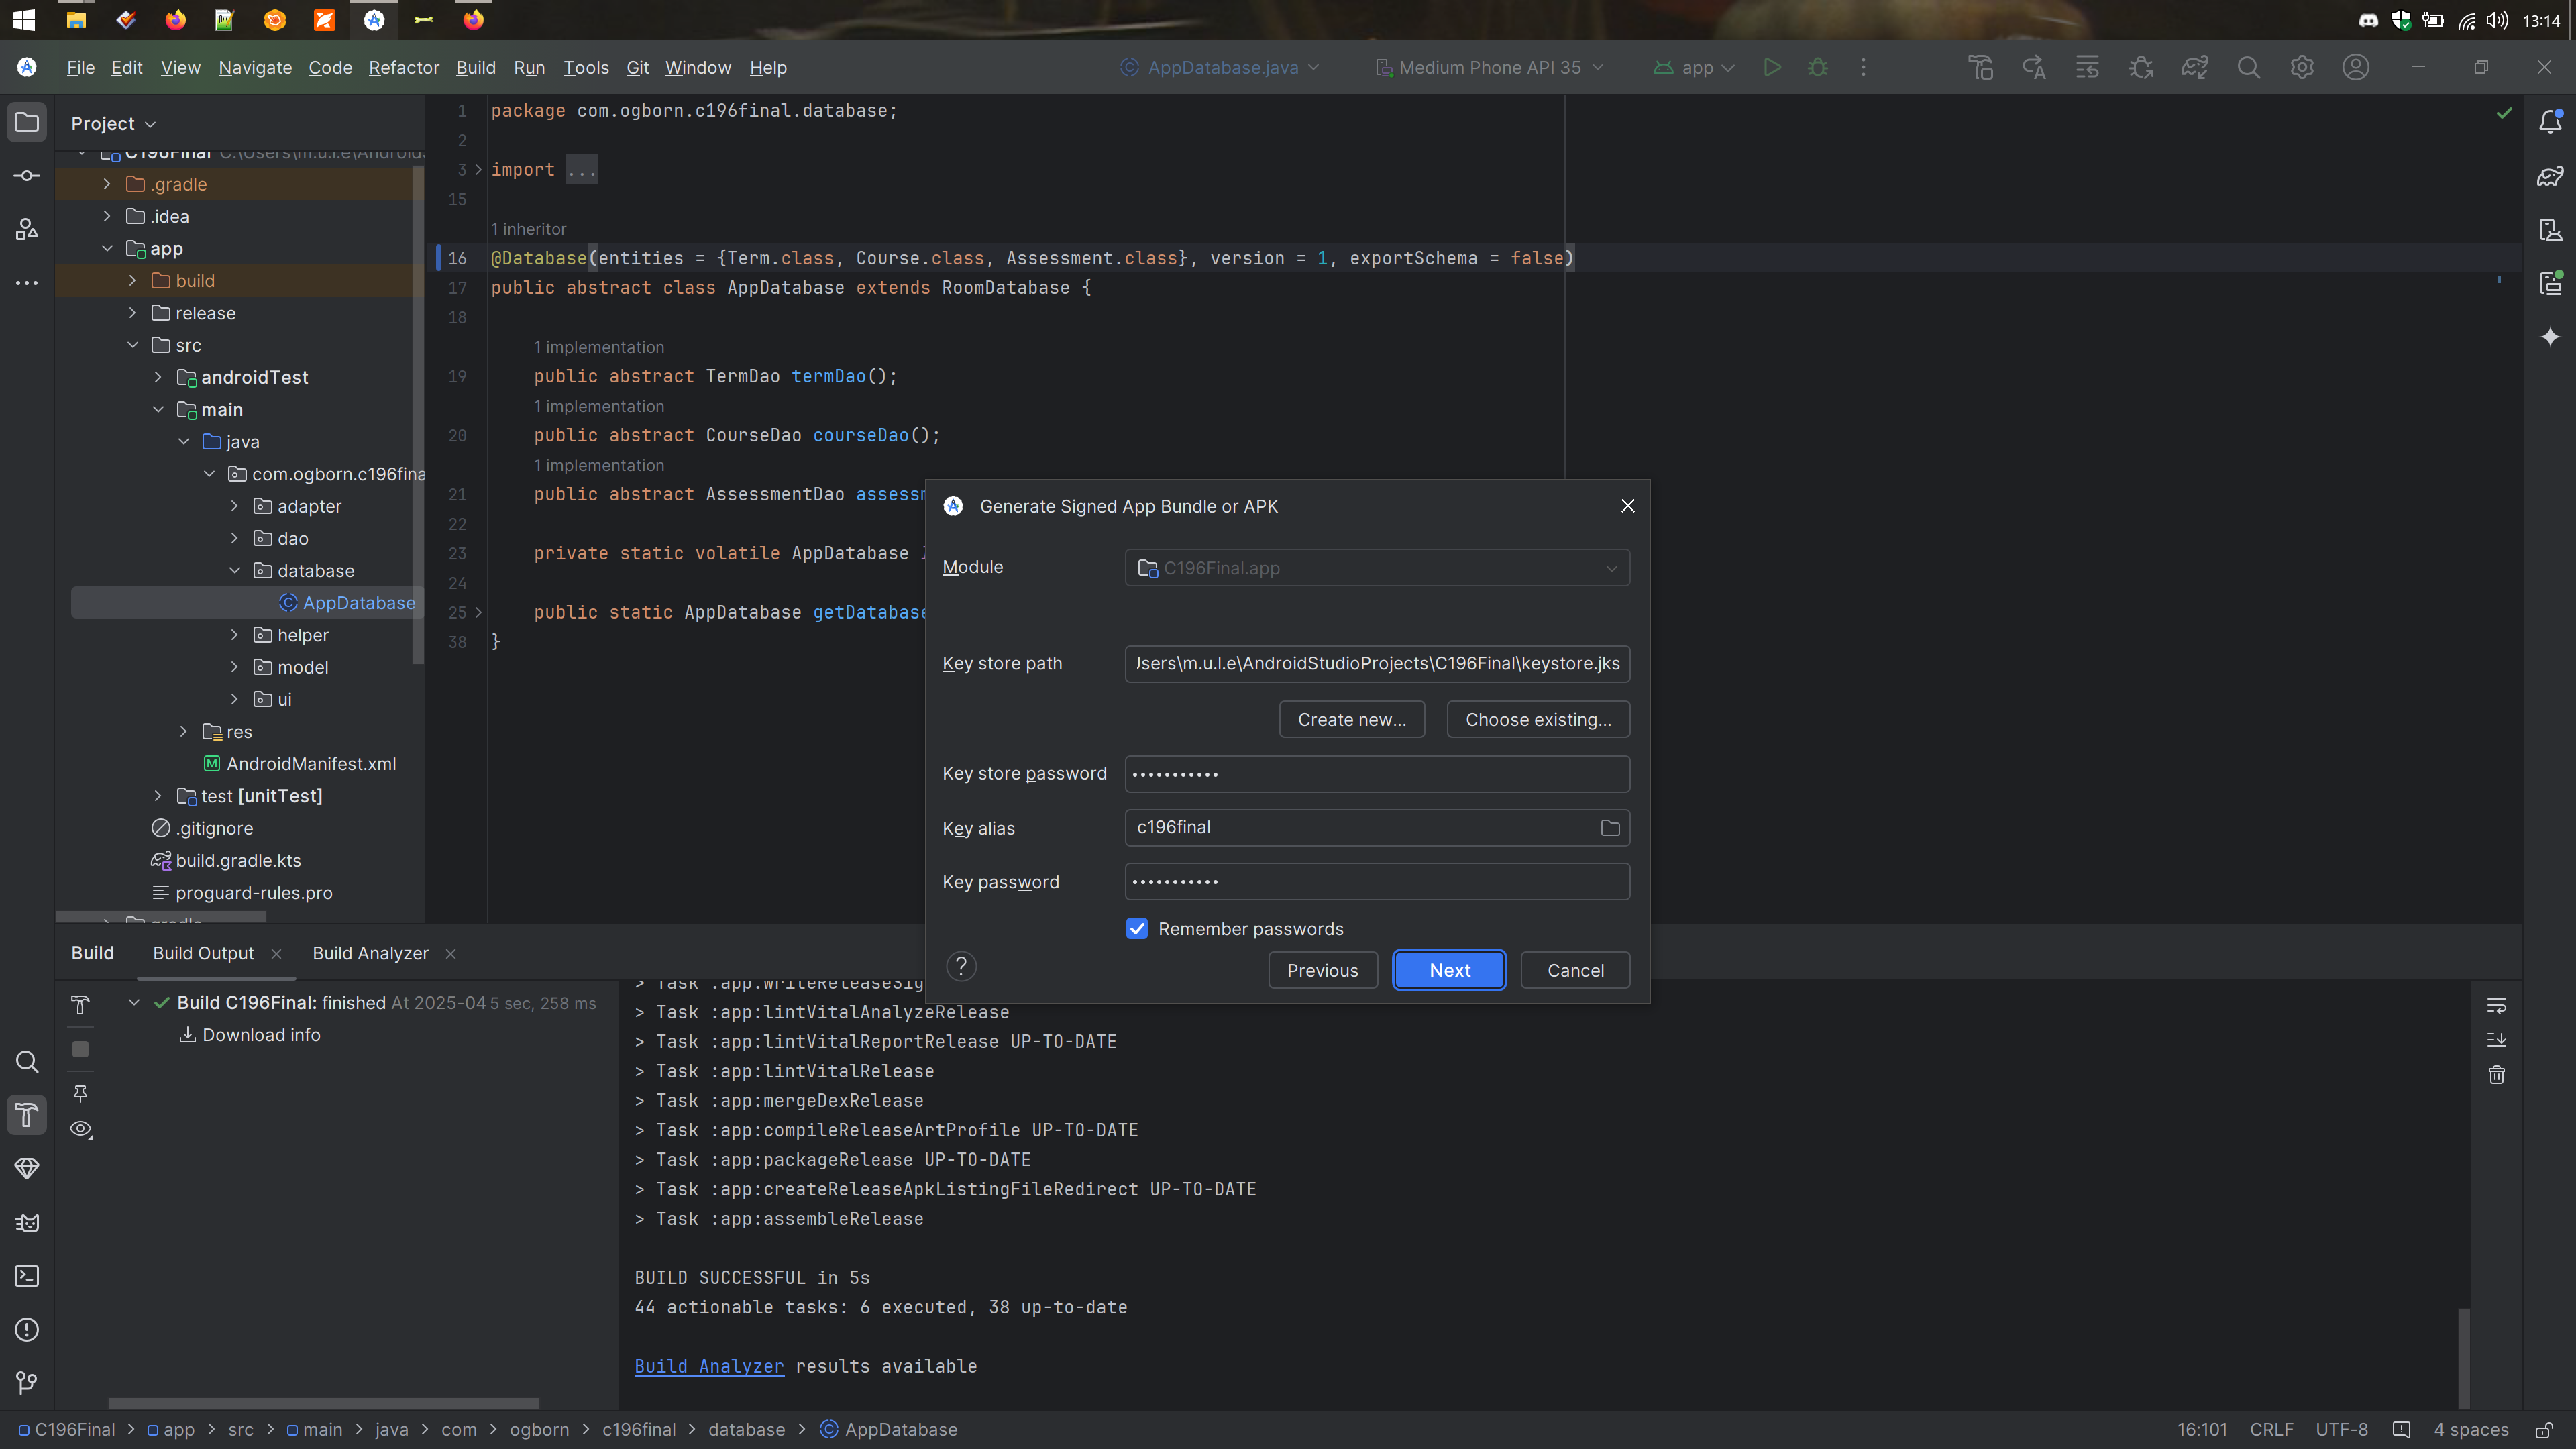 13:14
File Edit View Navigate Code Refactor Build Run Tools Git Window Help
AppDatabase.java
Medium Phone API 35
app
Project
C196Final C:\Users\m.u.l.e\Android
.gradle
.idea
app
build
release
src
androidTest
main
java
com.ogborn.c196fina
adapter
dao
database
AppDatabase
helper
model
ui
res
AndroidManifest.xml
test [unitTest]
.gitignore
build.gradle.kts
proguard-rules.pro
gradle
1 package com.ogborn.c196final.database;
2
3 import ...
15
1 inheritor
16 @Database(entities = {Term.class, Course.class, Assessment.class}, version = 1, exportSchema = false)
17 public abstract class AppDatabase extends RoomDatabase {
18
1 implementation
19 public abstract TermDao termDao();
1 implementation
20 public abstract CourseDao courseDao();
1 implementation
21 public abstract AssessmentDao assessm
22
23 private static volatile AppDatabase
24
25 public static AppDatabase getDatabase
38 }
Generate Signed App Bundle or APK
Module
C196Final.app
Key store path
Users\m.u.l.e\AndroidStudioProjects\C196Final\keystore.jks
Create new...
Choose existing...
Key store password
•••••••••••
Key alias
c196final
Key password
•••••••••••
Remember passwords
?
Previous
Next
Cancel
Build
Build Output
Build Analyzer
Build C196Final: finished At 2025-04 5 sec, 258 ms
Download info
> Task :app:writeReleaseSig
> Task :app:lintVitalAnalyzeRelease
> Task :app:lintVitalReportRelease UP-TO-DATE
> Task :app:lintVitalRelease
> Task :app:mergeDexRelease
> Task :app:compileReleaseArtProfile UP-TO-DATE
> Task :app:packageRelease UP-TO-DATE
> Task :app:createReleaseApkListingFileRedirect UP-TO-DATE
> Task :app:assembleRelease
BUILD SUCCESSFUL in 5s
44 actionable tasks: 6 executed, 38 up-to-date
Build Analyzer results available
C196Final > app > src > main > java > com > ogborn > c196final > database > AppDatabase
16:101 CRLF UTF-8 4 spaces